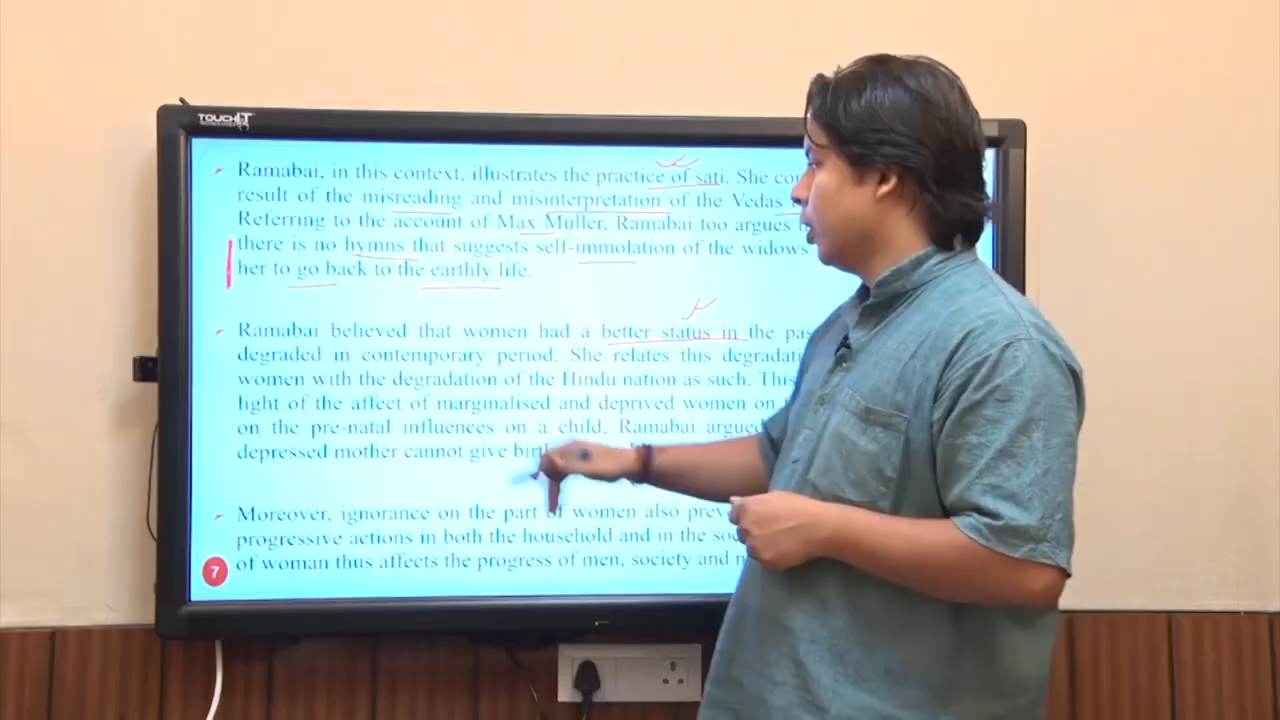 TOUCHIT
Ramabai, in this context, illustrates the practice of sati. She
result of the misreading and misinterpretation of the Vedas
Referring to the account of Max Muller, Ramabai too argues
there is no hymns that suggests self-immolation of the widows.
her to go back to the earthly life.
Ramabai believed that women had a better status in the
degraded in contemporary period. She relates this
women with the degradation of the Hindu nation as such. This
light of the affect of marginalised and deprived women on
on the pre-natal influences on a child, Ramabai argued
depressed mother cannot give
Moreover, ignorance on the part of women also
progressive actions in both the household and in the
of woman thus affects the progress of men, society and
7